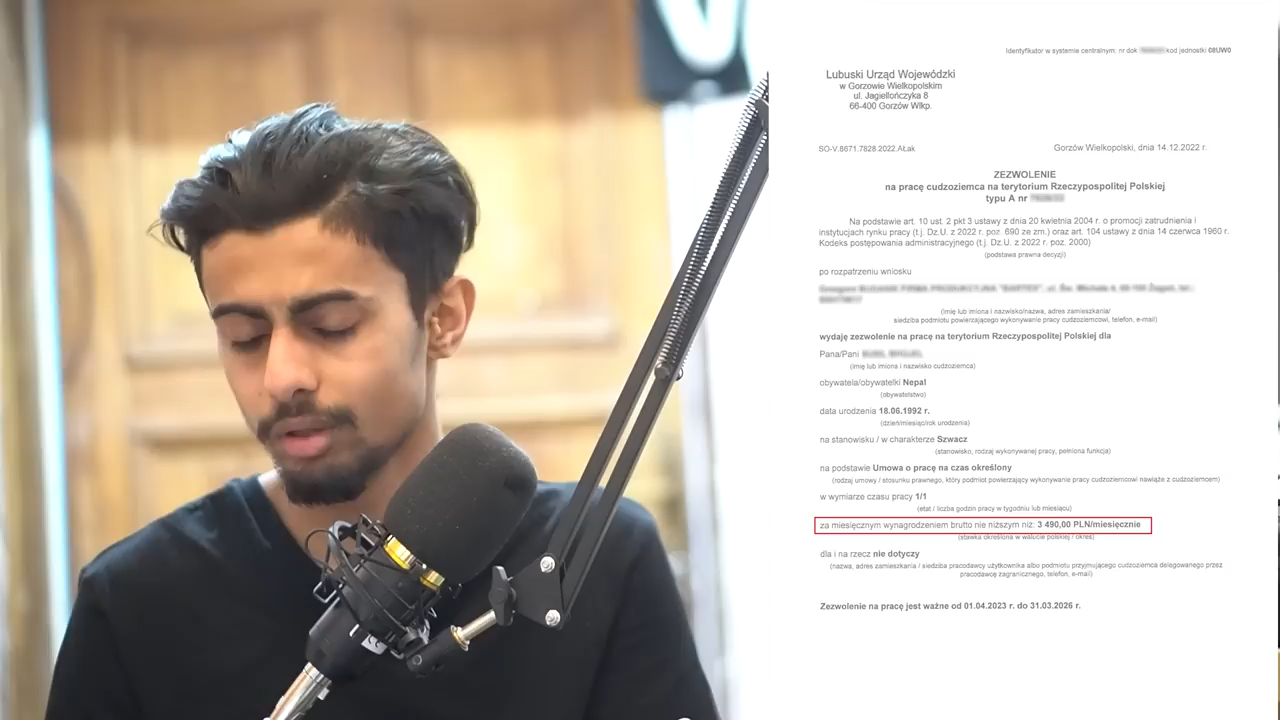 Identyfikator w systemie centralnym: nr dok kod jednostki 08UW0
Lubuski Urząd Wojewódzki
w Gorzowie Wielkopolskim
ul. Jagiellończyka 8
66-400 Gorzów Wlkp.
SO-V.8671.7828.2022.AŁak
Gorzów Wielkopolski, dnia 14.12.2022 r.
ZEZWOLENIE
na pracę cudzoziemca na terytorium Rzeczypospolitej Polskiej
typu A nr
Na podstawie art. 10 ust. 2 pkt 3 ustawy z dnia 20 kwietnia 2004 r. o promocji zatrudnienia i
instytucjach rynku pracy (t.j. Dz.U. z 2022 r. poz. 690 ze zm.) oraz art. 104 ustawy z dnia 14 czerwca 1960 r.
Kodeks postępowania administracyjnego (t.j. Dz.U. z 2022 r. poz. 2000)
(podstawa prawna decyzji)
po rozpatrzeniu wniosku
(imię lub imiona i nazwisko/nazwa, adres zamieszkania/
siedziba podmiotu powierzającego wykonywanie pracy cudzoziemcowi, telefon, e-mail)
wydaję zezwolenie na pracę na terytorium Rzeczypospolitej Polskiej dla
Pana/Pani
(imię lub imiona i nazwisko cudzoziemca)
obywatela/obywatelki Nepal
(obywatelstwo)
data urodzenia 18.06.1992 r.
(dzień/miesiąc/rok urodzenia)
na stanowisku / w charakterze Szwacz
(stanowisko, rodzaj wykonywanej pracy, pełniona funkcja)
na podstawie Umowa o pracę na czas określony
(rodzaj umowy / stosunku prawnego, który podmiot powierzający wykonywanie pracy cudzoziemcowi nawiąże z cudzoziemcem)
w wymiarze czasu pracy 1/1
(etat / liczba godzin pracy w tygodniu lub miesiącu)
za miesięcznym wynagrodzeniem brutto nie niższym niż: 3 490,00 PLN/miesięcznie
(stawka określona w walucie polskiej / okres)
dla i na rzecz nie dotyczy
(nazwa, adres zamieszkania / siedziba pracodawcy użytkownika albo podmiotu przyjmującego cudzoziemca delegowanego przez
pracodawcę zagranicznego, telefon, e-mail)
Zezwolenie na pracę jest ważne od 01.04.2023 r. do 31.03.2026 r.